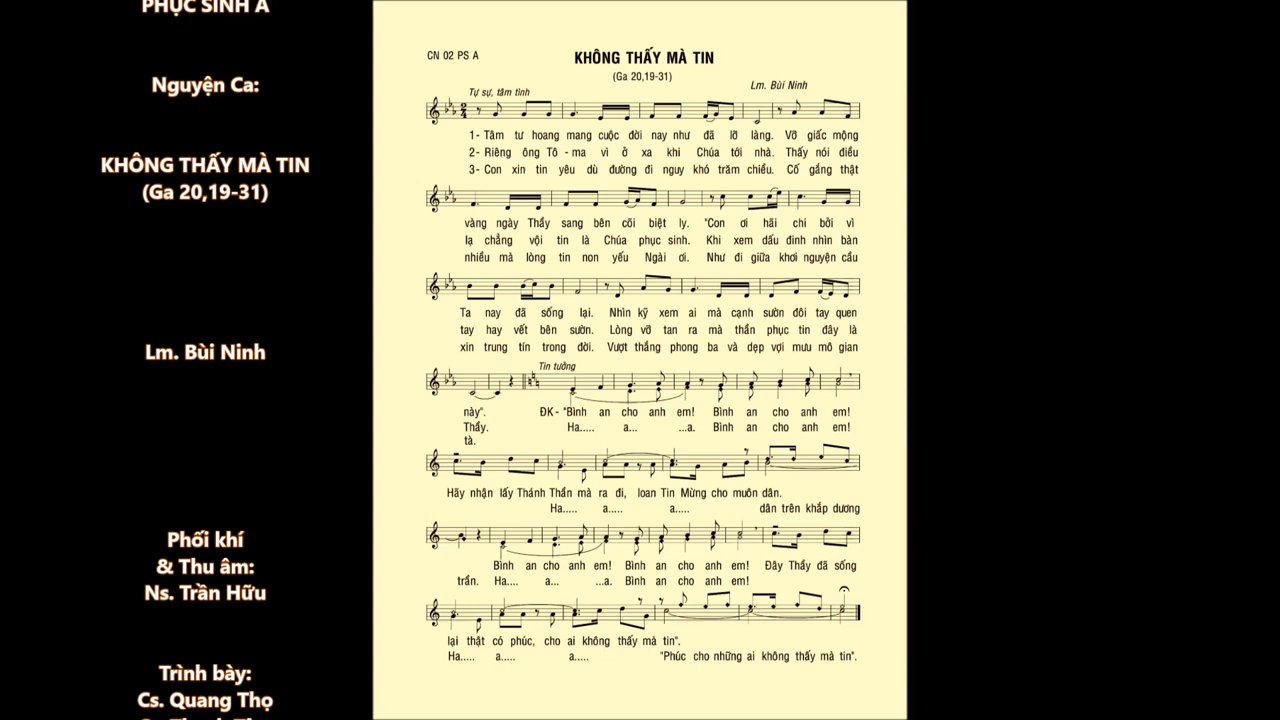 PHỤC SINH A
Nguyện Ca:
KHÔNG THẤY MÀ TIN
(Ga 20,19-31)
Lm. Bùi Ninh
Phối khí
& Thu âm:
Ns. Trần Hữu
Trình bày:
Cs. Quang Thọ
CN 02 PS A
KHÔNG THẤY MÀ TIN
(Ga 20,19-31)
Lm. Bùi Ninh
Tự sự, tâm tình
1- Tâm tư hoang mang cuộc đời nay như đã lỡ làng. Vỡ giấc mộng
2- Riêng ông Tô - ma vì ở xa khi Chúa tới nhà. Thấy nói điều
3- Con xin tin yêu dù đường đi nguy khó trăm chiều. Cố gắng thật
vàng ngày Thầy sang bên cõi biệt ly. "Con ơi hãi chi bởi vì
lạ chẳng vội tin là Chúa phục sinh. Khi xem dấu đinh nhìn bàn
nhiều mà lòng tin non yếu Ngài ơi. Như đi giữa khơi nguyện cầu
Ta nay đã sống lại. Nhìn kỹ xem ai mà cạnh sườn đôi tay quen
tay hay vết bên sườn. Lòng vỡ tan ra mà thần phục tin đây là
xin trung tín trong đời. Vượt thắng phong ba và dẹp vợi mưu mô gian
Tin tưởng
này". ĐK- "Bình an cho anh em! Bình an cho anh em!
Thầy. Ha..... a... ...a. Bình an cho anh em!
tà.
Hãy nhận lấy Thánh Thần mà ra đi, loan Tin Mừng cho muôn dân.
Ha..... a..... a..... dân trên khắp dương
Bình an cho anh em! Bình an cho anh em! Đây Thầy đã sống
trần. Ha.... a... ...a. Bình an cho anh em!
lại thật có phúc, cho ai không thấy mà tin".
Ha..... a..... a..... "Phúc cho những ai không thấy mà tin".